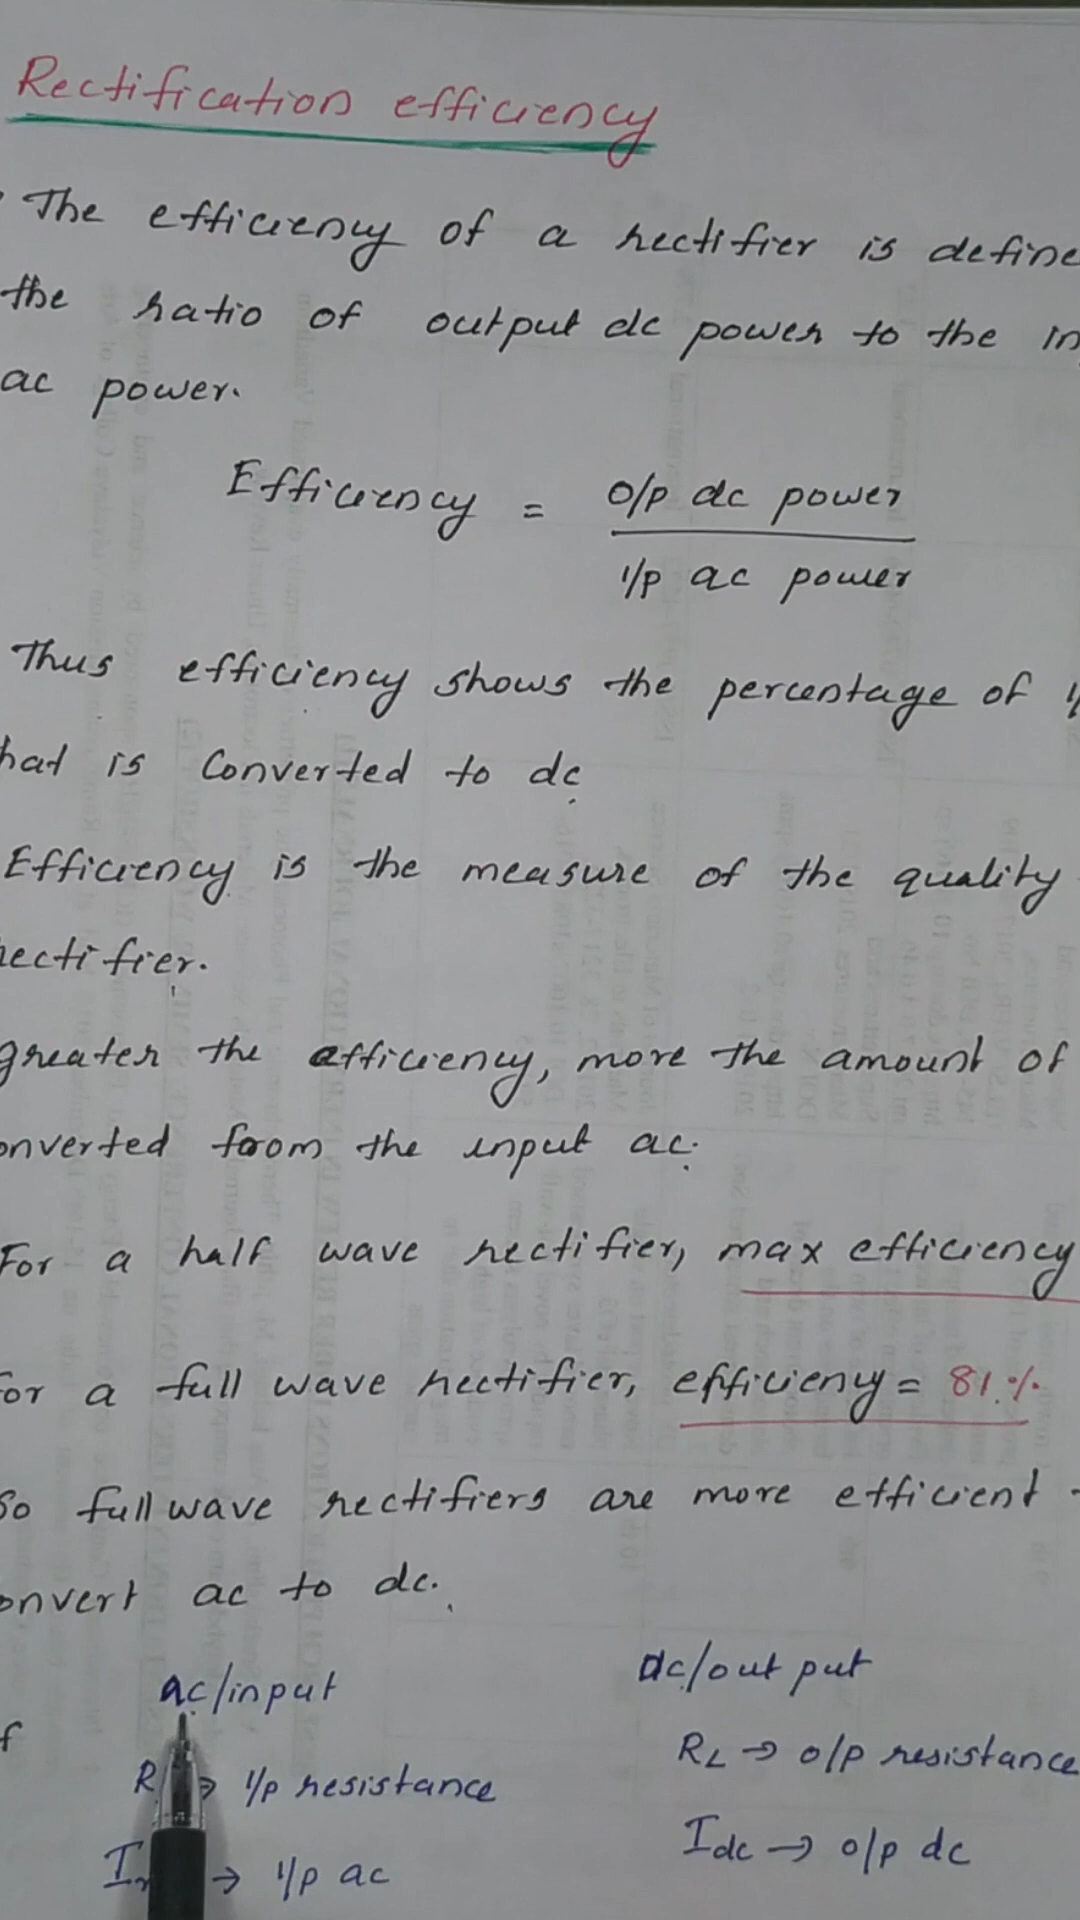 Rectification efficiency
The efficiency of a rectifier is define
the ratio of output dc power to the in
ac power.
Efficiency = o/p dc power
i/p ac power
Thus efficiency shows the percentage of i/
hat is converted to dc
Efficiency is the measure of the quality
rectifier.
greater the efficiency, more the amount of
onverted from the input ac.
For a half wave rectifier, max efficiency
For a full wave rectifier, efficiency = 81%
So full wave rectifiers are more efficient
onvert ac to dc.
ac/input dc/output
R → i/p resistance RL → o/p resistance
I → i/p ac Idc → o/p dc